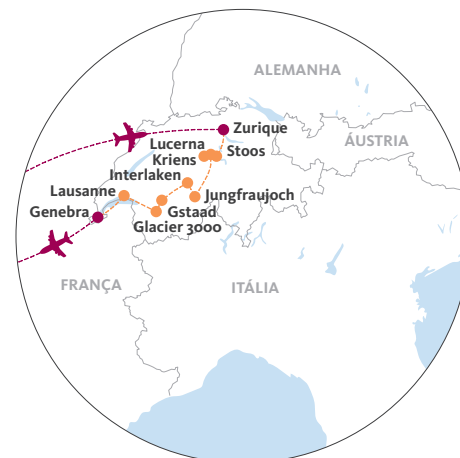 ALEMANHA
Zurique
ÁUSTRIA
Lucerna
Kriens
Stoos
Interlaken
Lausanne
Jungfraujoch
Genebra
Gstaad
Glacier 3000
FRANÇA
ITÁLIA